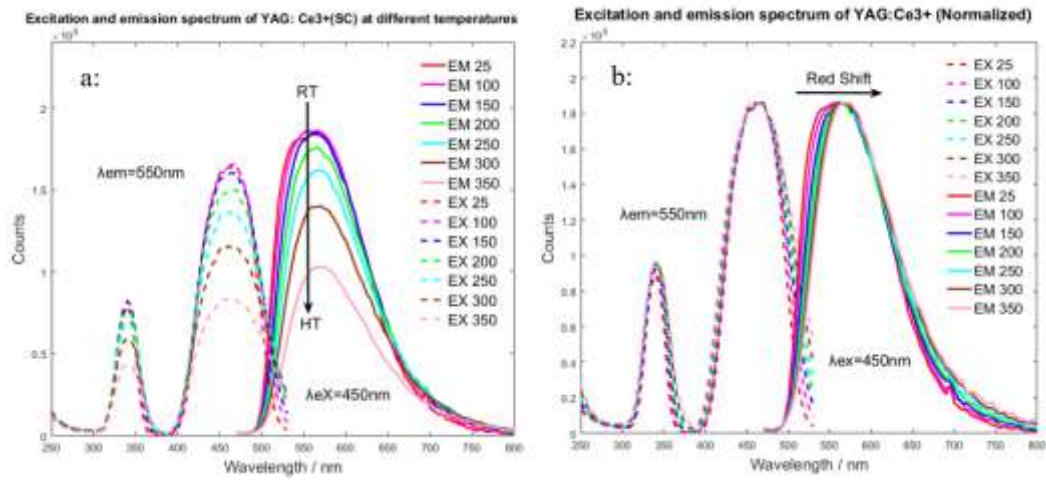 Excitation and emission spectrum of YAG: Ce3+(SC) at different temperatures
a:
RT
HT
λem=550nm
λeX=450nm
EM 25
EM 100
EM 150
EM 200
EM 250
EM 300
EM 350
EX 25
EX 100
EX 150
EX 200
EX 250
EX 300
EX 350
Counts
2
1.5
1
0.5
0
250 300 350 400 450 500 550 600 650 700 750 800
Wavelength / nm
Excitation and emission spectrum of YAG:Ce3+ (Normalized)
b:
Red Shift
λem=550nm
λex=450nm
EX 25
EX 100
EX 150
EX 200
EX 250
EX 300
EX 350
EM 25
EM 100
EM 150
EM 200
EM 250
EM 300
EM 350
Counts
2.2
2
1.8
1.6
1.4
1.2
1
0.8
0.6
0.4
0.2
0
250 300 350 400 450 500 550 600 650 700 750 800
Wavelength / nm